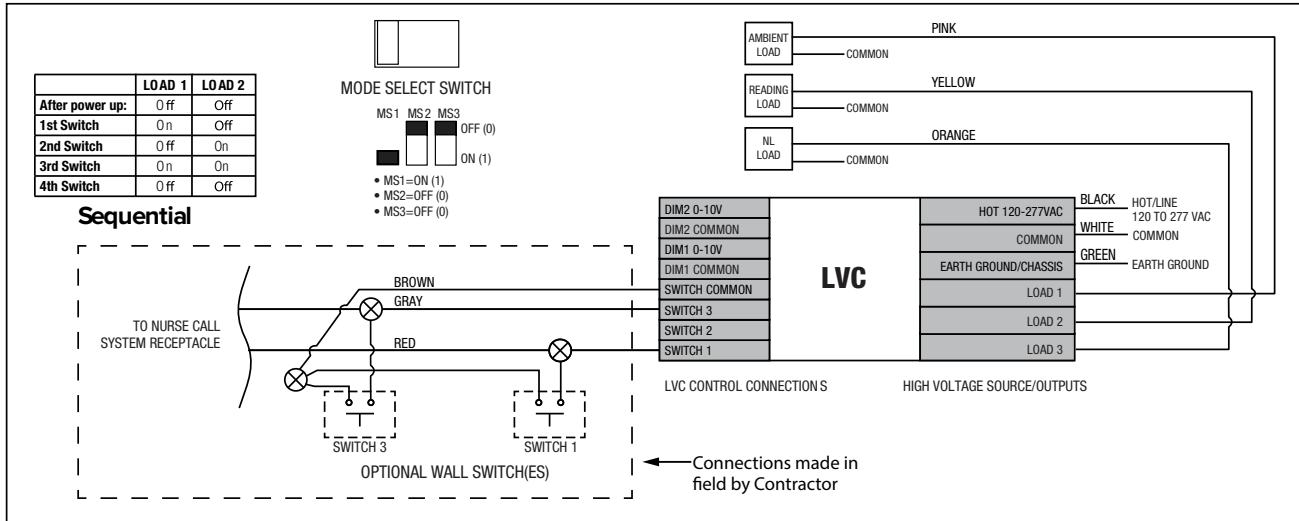 LOAD 1 LOAD 2
After power up: Off Off
1st Switch On Off
2nd Switch Off On
3rd Switch On On
4th Switch Off Off
Sequential
MODE SELECT SWITCH
MS1 MS2 MS3
OFF (0)
ON (1)
• MS1=ON (1)
• MS2=OFF (0)
• MS3=OFF (0)
AMBIENT
LOAD
PINK
COMMON
READING
LOAD
YELLOW
COMMON
NL
LOAD
ORANGE
COMMON
DIM2 0-10V
DIM2 COMMON
DIM1 0-10V
DIM1 COMMON
SWITCH COMMON
SWITCH 3
SWITCH 2
SWITCH 1
LVC
HOT 120-277VAC
COMMON
EARTH GROUND/CHASSIS
LOAD 1
LOAD 2
LOAD 3
BLACK
HOT/LINE
120 TO 277 VAC
WHITE
COMMON
GREEN
EARTH GROUND
LVC CONTROL CONNECTIONS
HIGH VOLTAGE SOURCE/OUTPUTS
BROWN
GRAY
RED
TO NURSE CALL
SYSTEM RECEPTACLE
SWITCH 3
SWITCH 1
OPTIONAL WALL SWITCH(ES)
Connections made in
field by Contractor